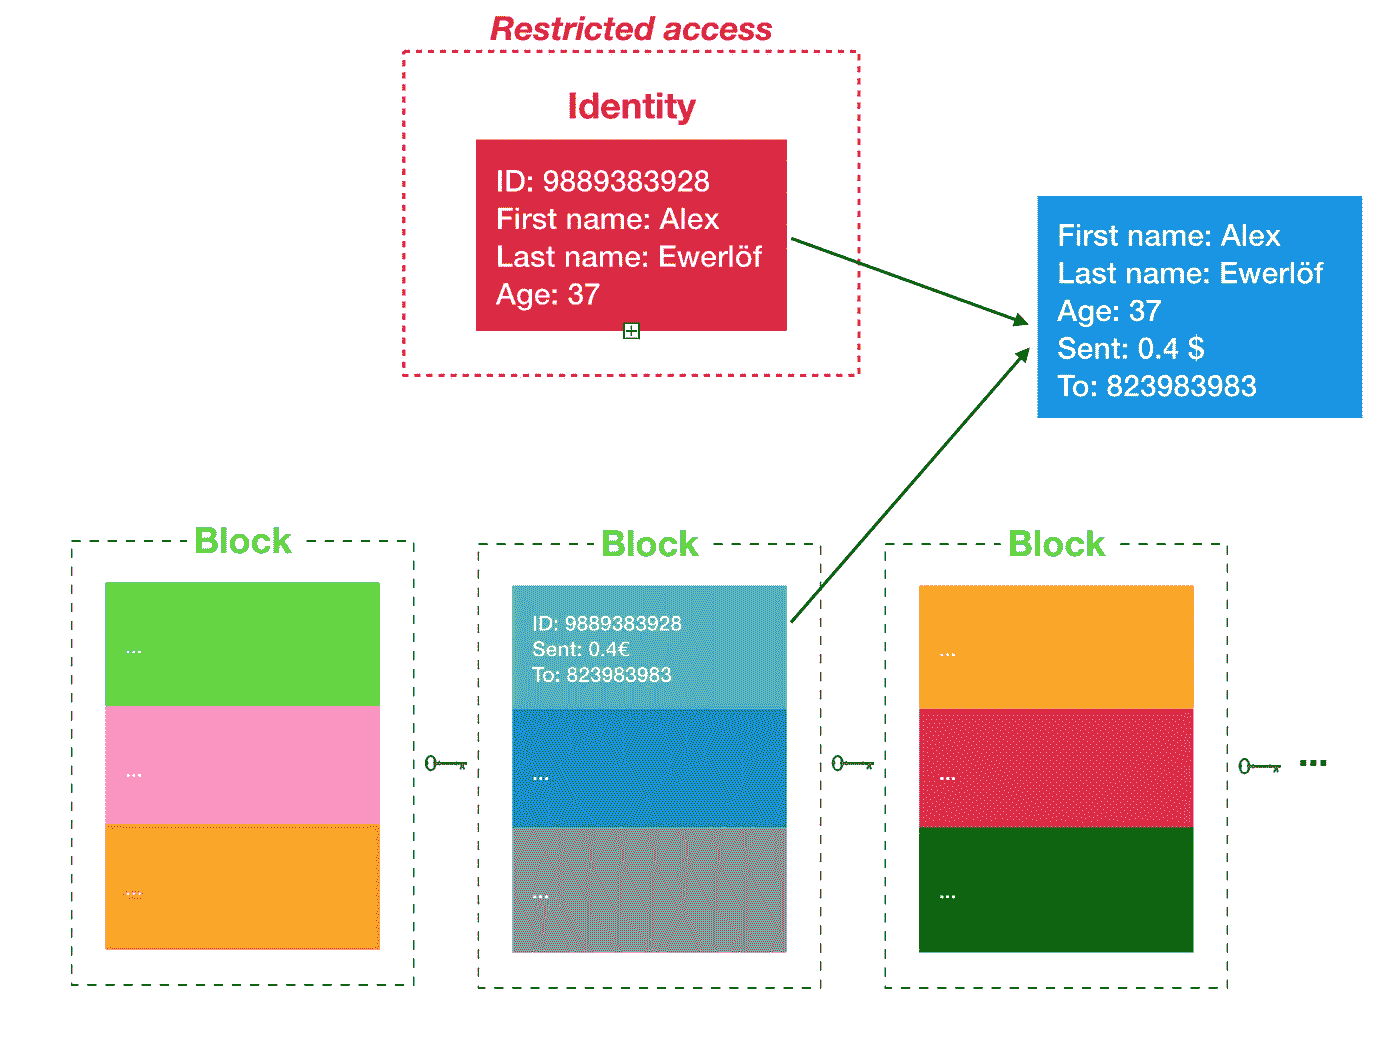 Restricted access
Identity
ID: 9889383928
First name: Alex
Last name: Ewerlöf
Age: 37
First name: Alex
Last name: Ewerlöf
Age: 37
Sent: 0.4 $
To: 823983983
Block
...
...
...
Block
ID: 9889383928
Sent: 0.4€
To: 823983983
...
...
Block
...
...
...
...